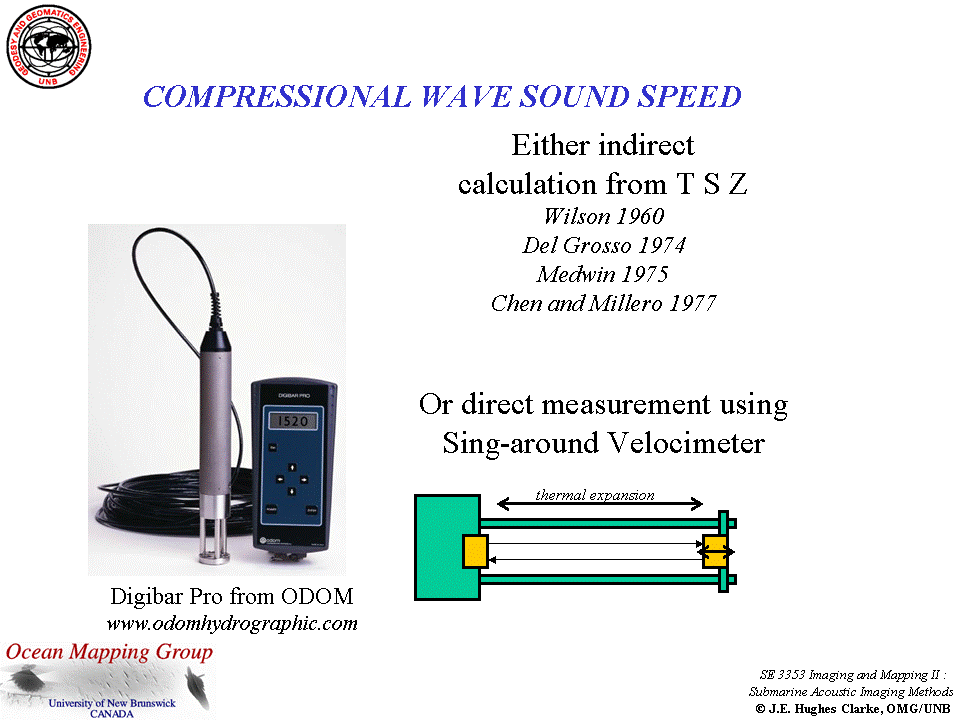 GEODESY AND GEOMATICS ENGINEERING
UNB
COMPRESSIONAL WAVE SOUND SPEED
Either indirect
calculation from T S Z
Wilson 1960
Del Grosso 1974
Medwin 1975
Chen and Millero 1977
DIGIBAR PRO
1520
odom
Or direct measurement using
Sing-around Velocimeter
thermal expansion
Digibar Pro from ODOM
www.odomhydrographic.com
Ocean Mapping Group
University of New Brunswick
CANADA
SE 3353 Imaging and Mapping II :
Submarine Acoustic Imaging Methods
© J.E. Hughes Clarke, OMG/UNB